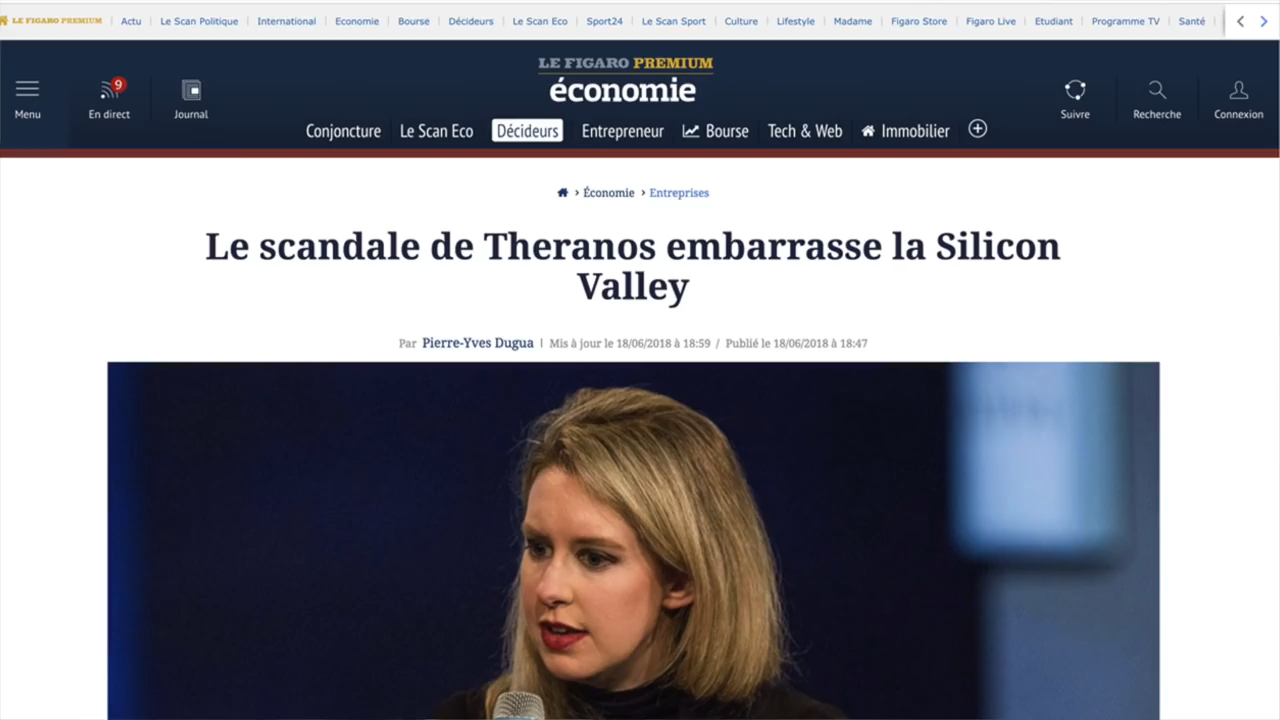 LE FIGARO PREMIUM Actu Le Scan Politique International Economie Bourse Décideurs Le Scan Eco Sport24 Le Scan Sport Culture Lifestyle Madame Figaro Store Figaro Live Etudiant Programme TV Santé
LE FIGARO PREMIUM
économie
9
Menu En direct Journal Suivre Recherche Connexion
Conjoncture Le Scan Eco Décideurs Entrepreneur Bourse Tech & Web Immobilier
› Économie › Entreprises
Le scandale de Theranos embarrasse la Silicon
Valley
Par Pierre-Yves Dugua | Mis à jour le 18/06/2018 à 18:59 / Publié le 18/06/2018 à 18:47